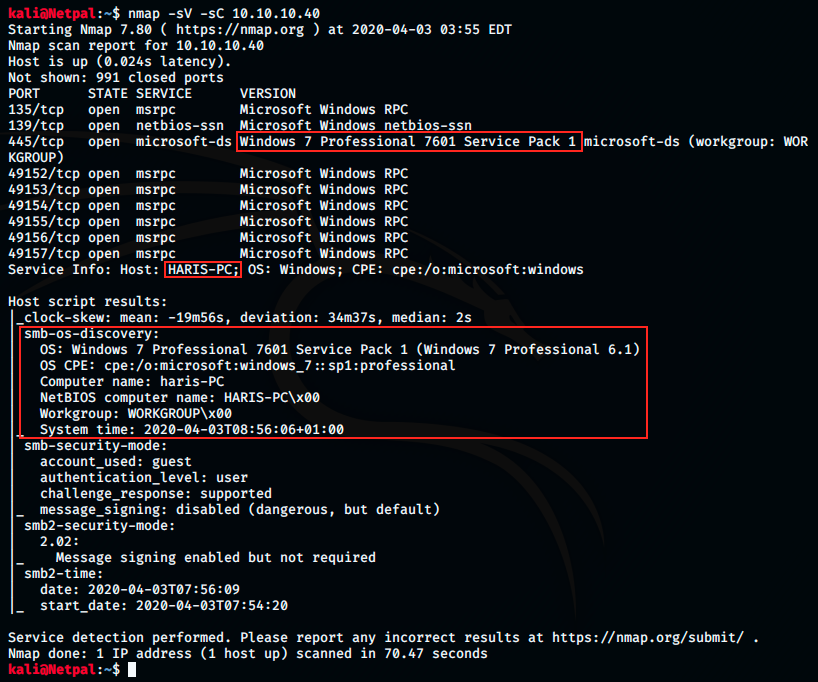 kali@Netpal:~$ nmap -sV -sC 10.10.10.40
Starting Nmap 7.80 ( https://nmap.org ) at 2020-04-03 03:55 EDT
Nmap scan report for 10.10.10.40
Host is up (0.024s latency).
Not shown: 991 closed ports
PORT      STATE SERVICE      VERSION
135/tcp   open  msrpc        Microsoft Windows RPC
139/tcp   open  netbios-ssn  Microsoft Windows netbios-ssn
445/tcp   open  microsoft-ds Windows 7 Professional 7601 Service Pack 1 microsoft-ds (workgroup: WOR
KGROUP)
49152/tcp open  msrpc        Microsoft Windows RPC
49153/tcp open  msrpc        Microsoft Windows RPC
49154/tcp open  msrpc        Microsoft Windows RPC
49155/tcp open  msrpc        Microsoft Windows RPC
49156/tcp open  msrpc        Microsoft Windows RPC
49157/tcp open  msrpc        Microsoft Windows RPC
Service Info: Host: HARIS-PC; OS: Windows; CPE: cpe:/o:microsoft:windows
Host script results:
|_clock-skew: mean: -19m56s, deviation: 34m37s, median: 2s
| smb-os-discovery:
|   OS: Windows 7 Professional 7601 Service Pack 1 (Windows 7 Professional 6.1)
|   OS CPE: cpe:/o:microsoft:windows_7::sp1:professional
|   Computer name: haris-PC
|   NetBIOS computer name: HARIS-PC\x00
|   Workgroup: WORKGROUP\x00
|_  System time: 2020-04-03T08:56:06+01:00
| smb-security-mode:
|   account_used: guest
|   authentication_level: user
|   challenge_response: supported
|_  message_signing: disabled (dangerous, but default)
| smb2-security-mode:
|   2.02:
|_    Message signing enabled but not required
| smb2-time:
|   date: 2020-04-03T07:56:09
|_  start_date: 2020-04-03T07:54:20
Service detection performed. Please report any incorrect results at https://nmap.org/submit/ .
Nmap done: 1 IP address (1 host up) scanned in 70.47 seconds
kali@Netpal:~$